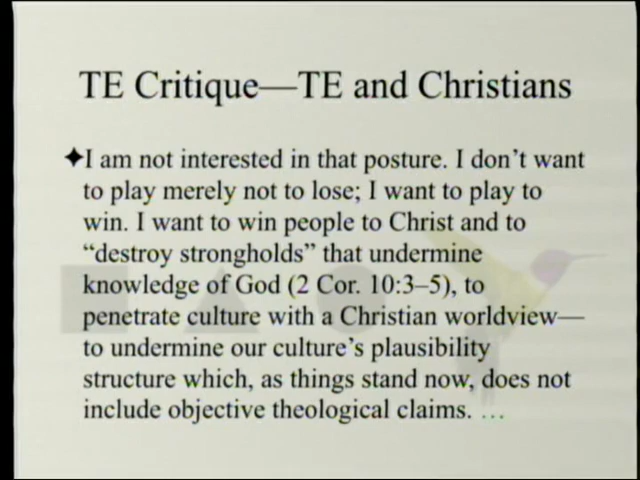 TE Critique—TE and Christians
✦I am not interested in that posture. I don’t want
to play merely not to lose; I want to play to
win. I want to win people to Christ and to
“destroy strongholds” that undermine
knowledge of God (2 Cor. 10:3–5), to
penetrate culture with a Christian worldview—
to undermine our culture’s plausibility
structure which, as things stand now, does not
include objective theological claims. …